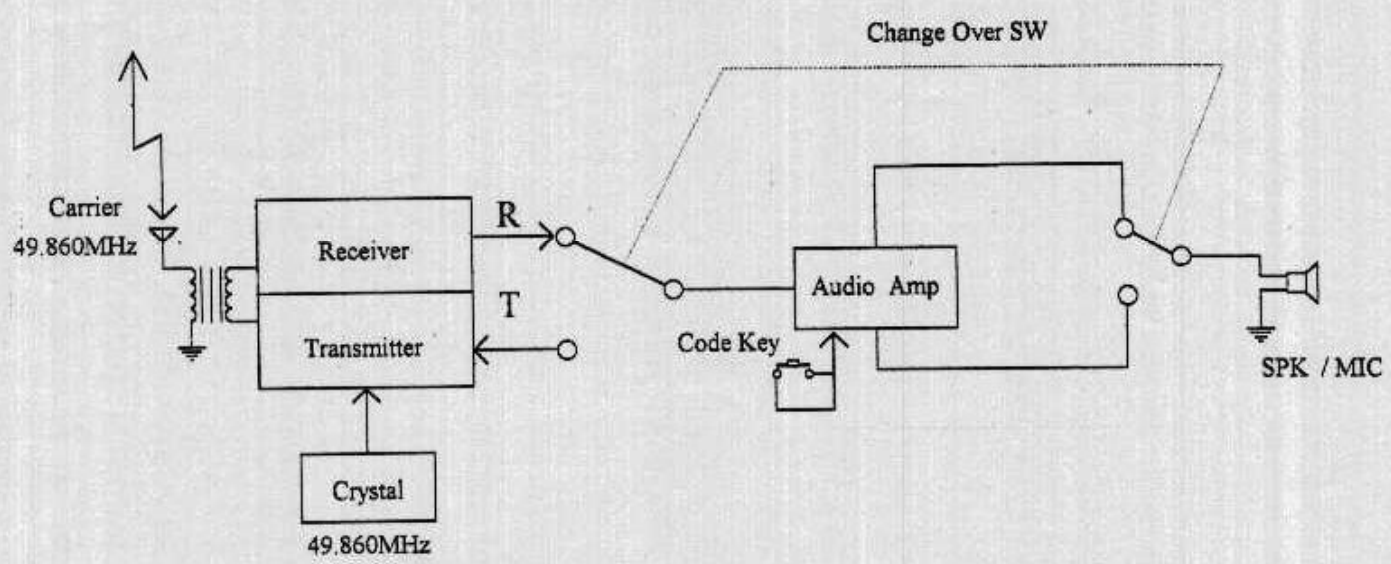 Change Over SW
Carrier
49.860MHz
R
Receiver
T
Audio Amp
Transmitter
Code Key
SPK / MIC
Crystal
49.860MHz